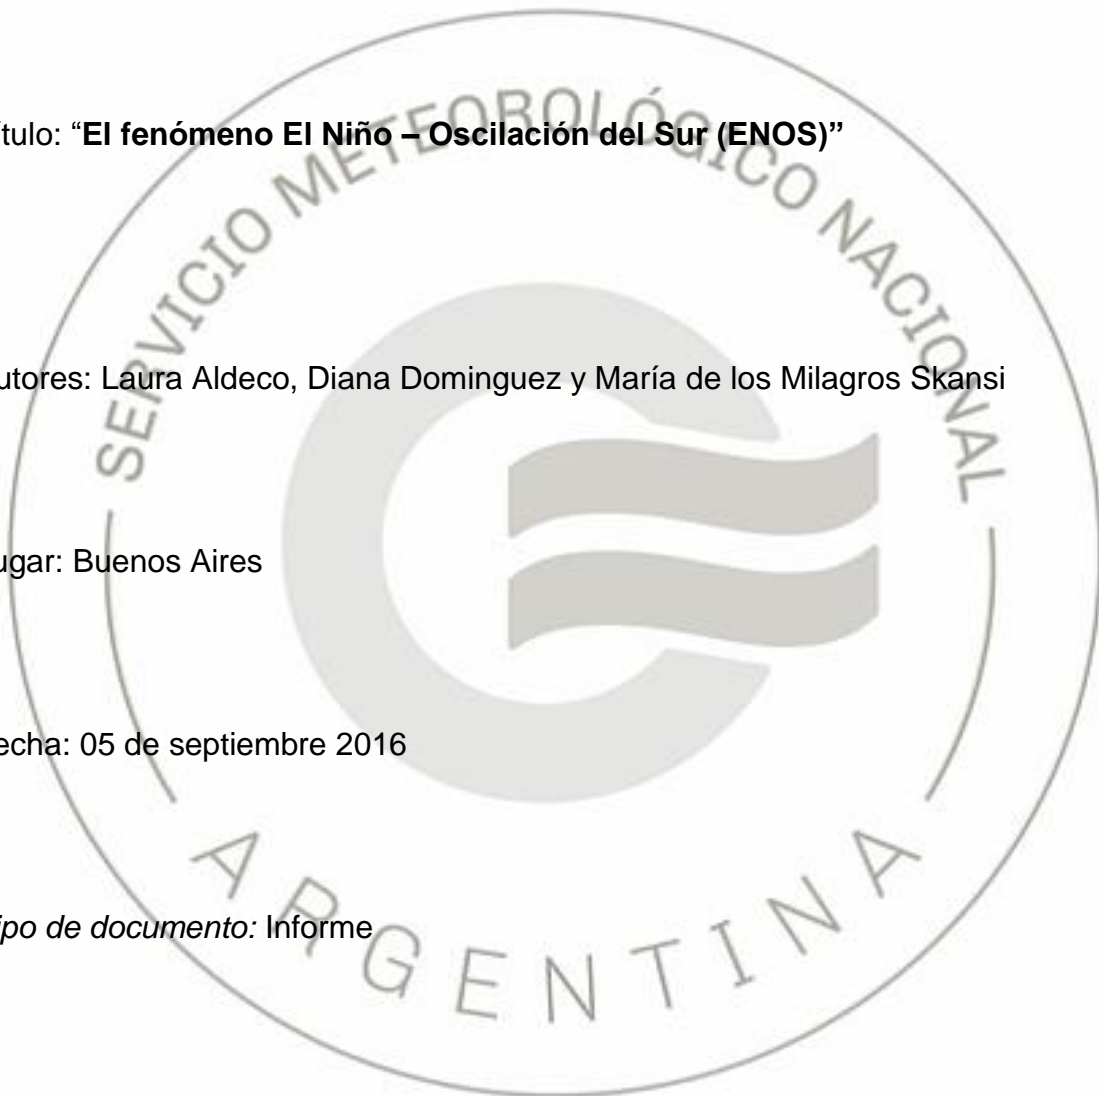 tulo: “El fenómeno El Niño – Oscilación del Sur (ENOS)”
SERVICIO METEOROLÓGICO NACIONAL
utores: Laura Aldeco, Diana Dominguez y María de los Milagros Skansi
ugar: Buenos Aires
echa: 05 de septiembre 2016
ipo de documento: Informe
ARGENTINA